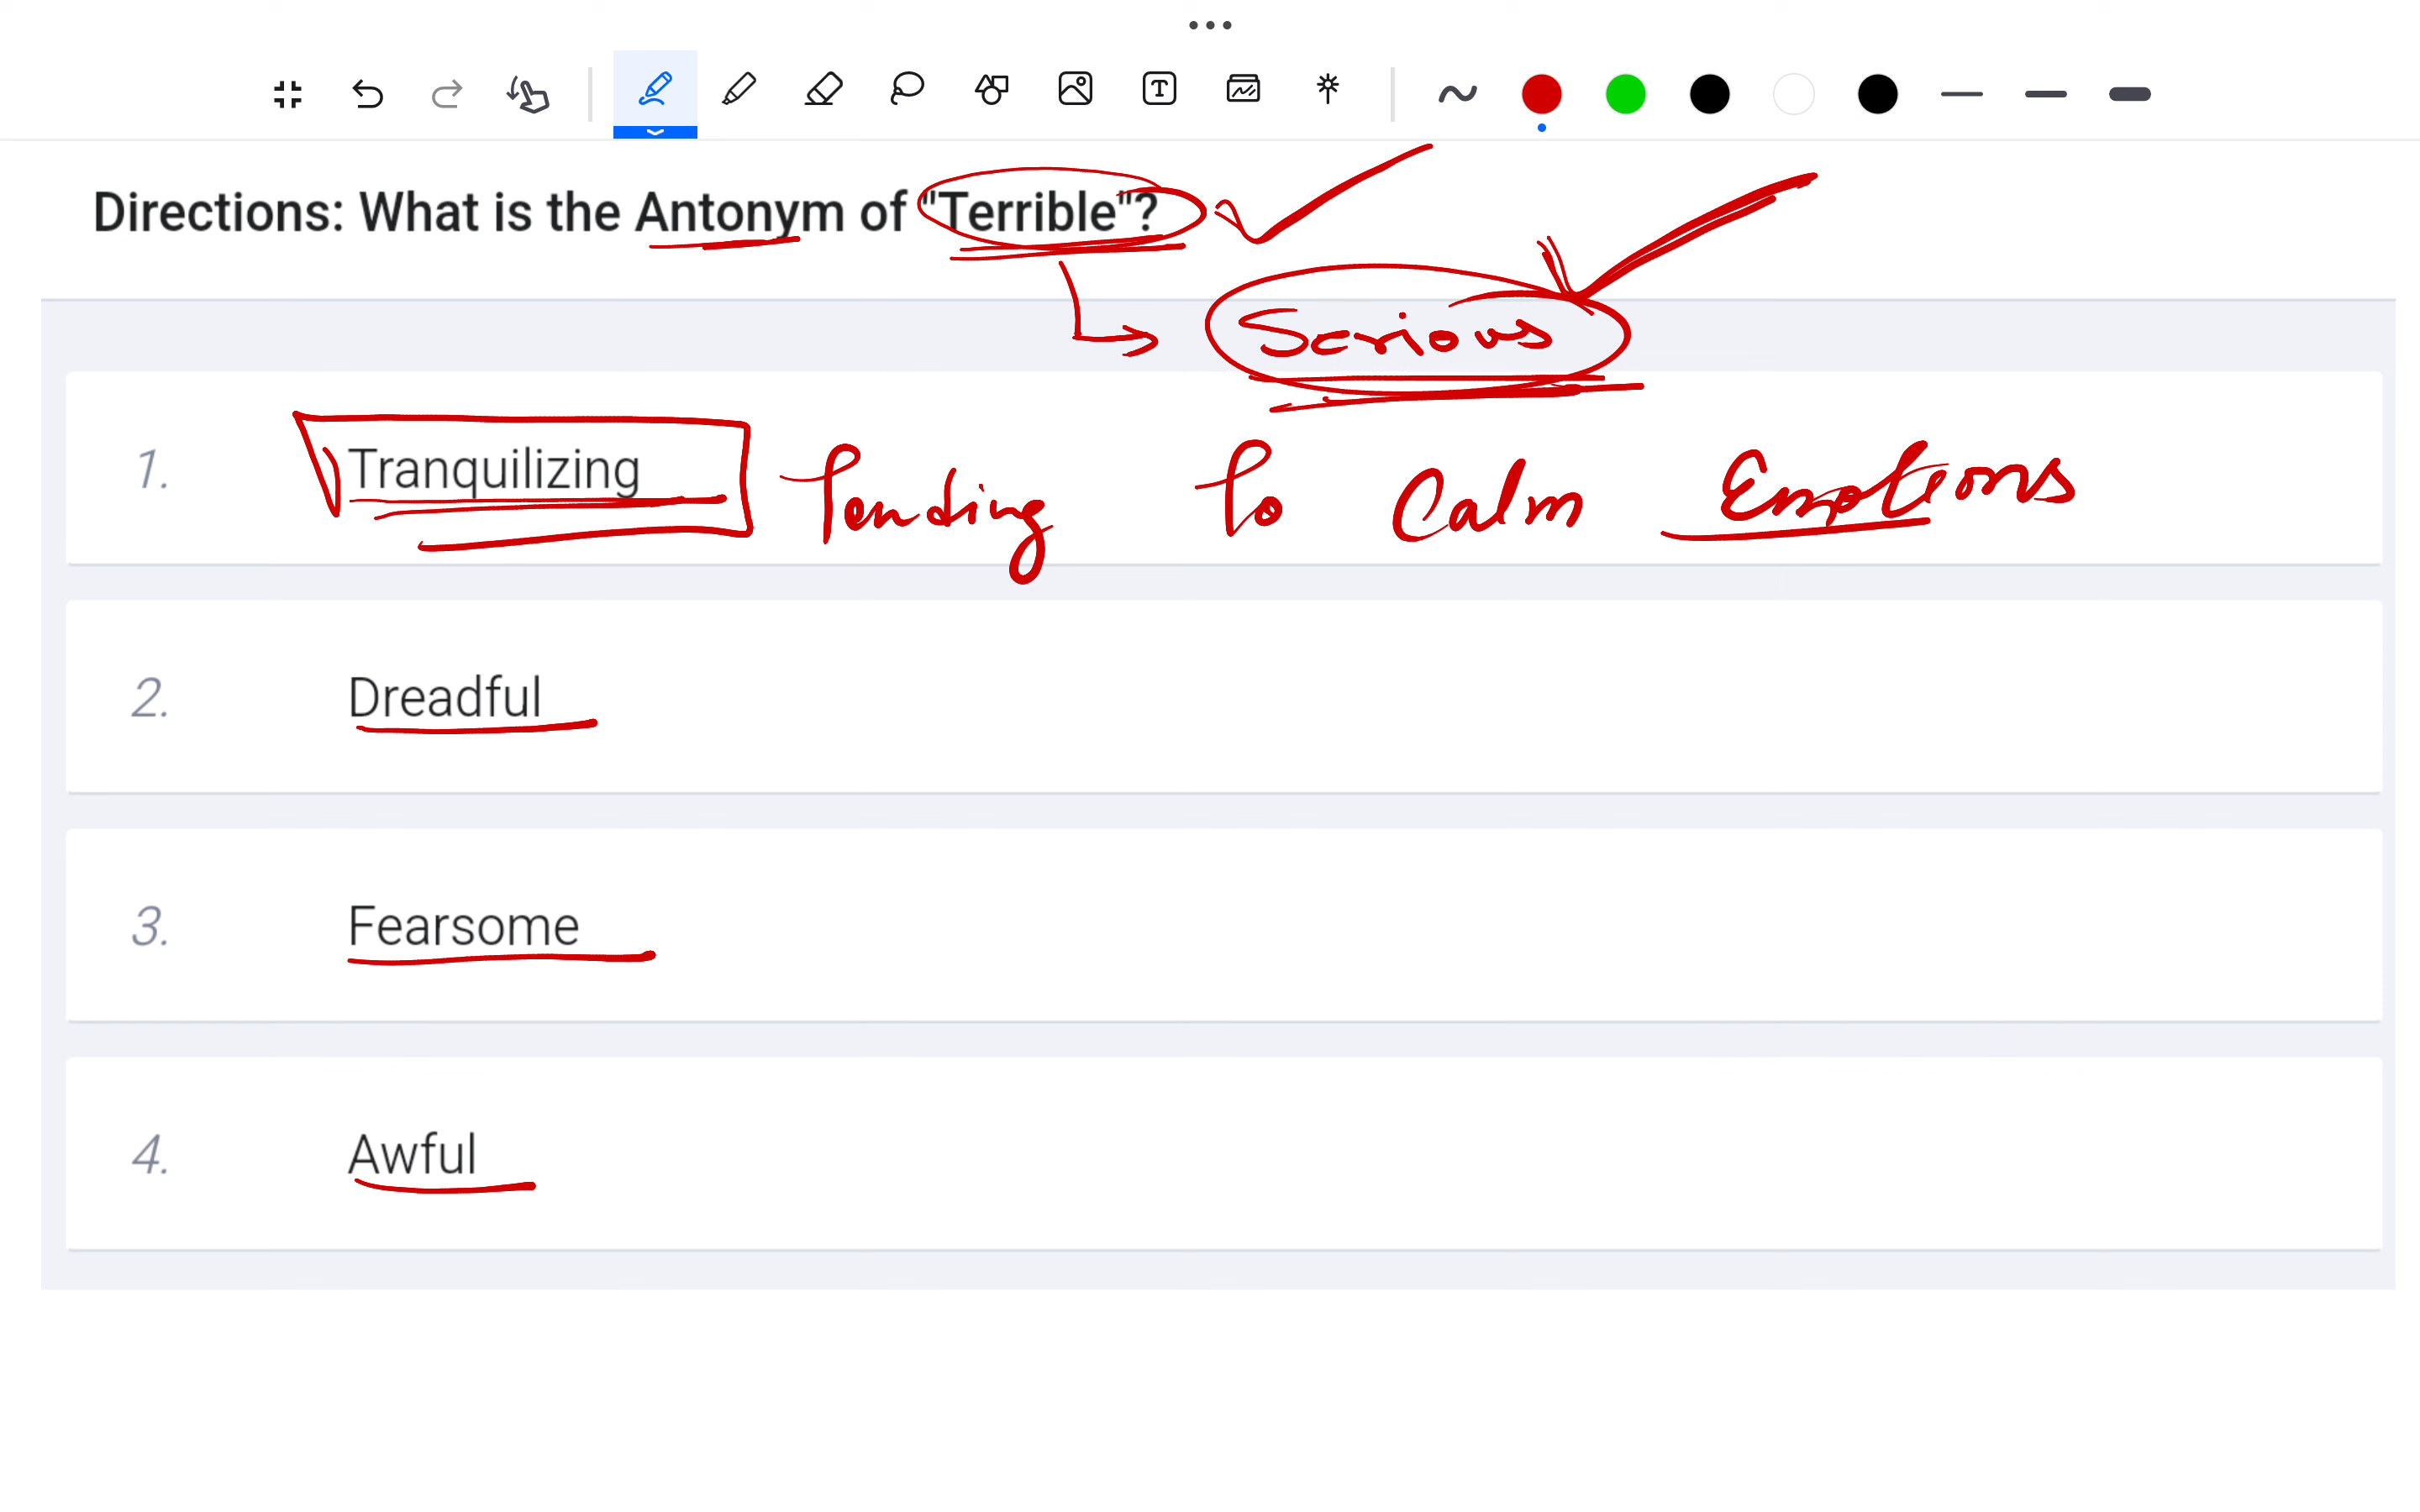 Directions: What is the Antonym of "Terrible"?
Serious
1. Tranquilizing Tending To Calm Emotions
2. Dreadful
3. Fearsome
4. Awful